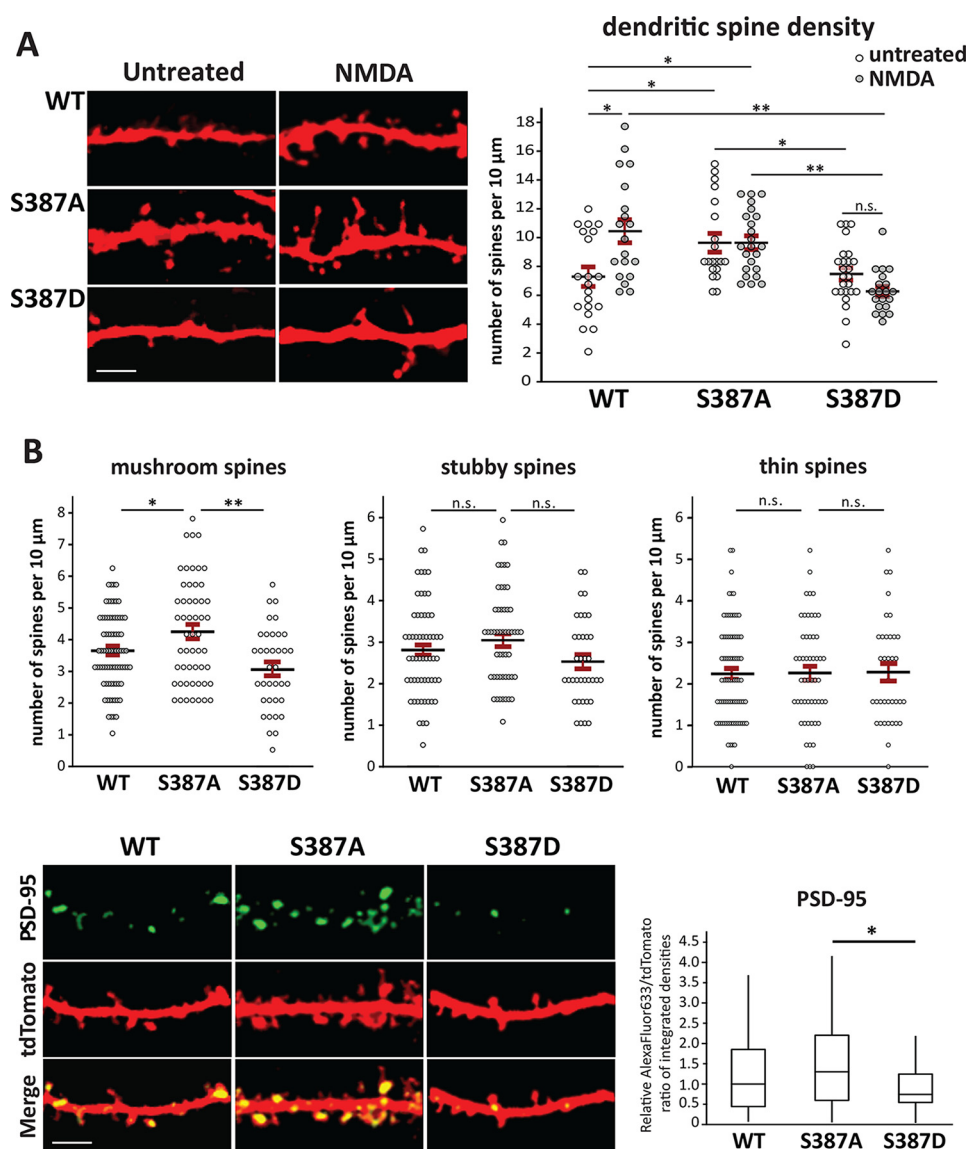 A
Untreated
NMDA
WT
S387A
S387D
dendritic spine density
untreated
NMDA
number of spines per 10 µm
18
16
14
12
10
8
6
4
2
0
*
*
*
**
*
**
n.s.
WT
S387A
S387D
B
mushroom spines
number of spines per 10 µm
8
7
6
5
4
3
2
1
0
*
**
WT
S387A
S387D
stubby spines
number of spines per 10 µm
6
5
4
3
2
1
0
n.s.
n.s.
WT
S387A
S387D
thin spines
number of spines per 10 µm
6
5
4
3
2
1
0
n.s.
n.s.
WT
S387A
S387D
WT
S387A
S387D
PSD-95
tdTomato
Merge
PSD-95
Relative AlexaFluor633/tdTomato
ratio of integrated densities
4.5
4.0
3.5
3.0
2.5
2.0
1.5
1.0
0.5
0
*
WT
S387A
S387D